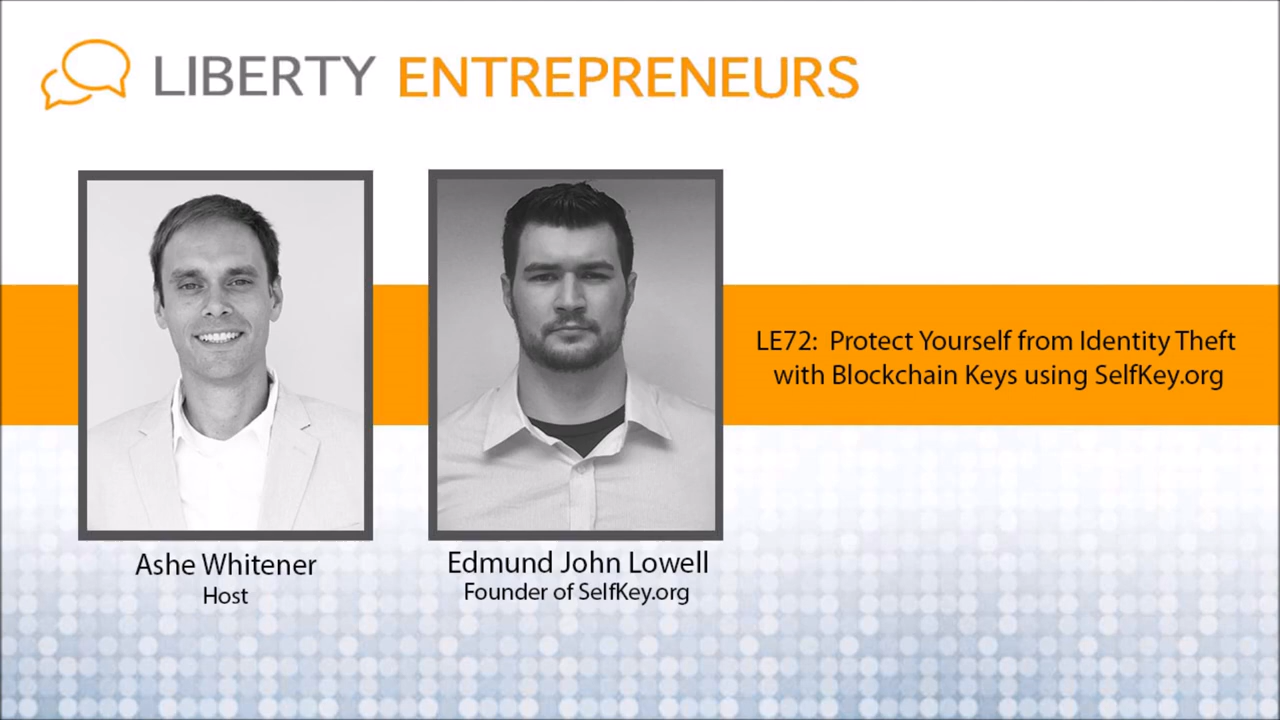 LIBERTY ENTREPRENEURS
LE72: Protect Yourself from Identity Theft
with Blockchain Keys using SelfKey.org
Ashe Whitener
Host
Edmund John Lowell
Founder of SelfKey.org